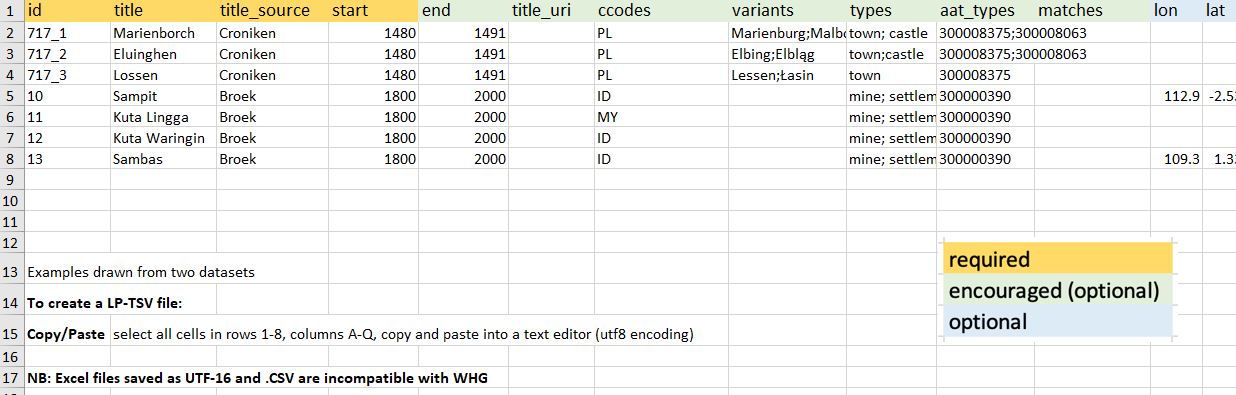 1 id title title_source start end title_uri ccodes variants types aat_types matches lon lat
2 717_1 Marienborch Croniken 1480 1491 PL Marienburg;Malbo town; castle 300008375;300008063
3 717_2 Eluinghen Croniken 1480 1491 PL Elbing;Elbląg town;castle 300008375;300008063
4 717_3 Lossen Croniken 1480 1491 PL Lessen;Łasin town 300008375
5 10 Sampit Broek 1800 2000 ID mine; settlem 300000390 112.9 -2.53
6 11 Kuta Lingga Broek 1800 2000 MY mine; settlem 300000390
7 12 Kuta Waringin Broek 1800 2000 ID mine; settlem 300000390
8 13 Sambas Broek 1800 2000 ID mine; settlem 300000390 109.3 1.33
9
10
11
12
required
13 Examples drawn from two datasets
encouraged (optional)
14 To create a LP-TSV file:
optional
15 Copy/Paste select all cells in rows 1-8, columns A-Q, copy and paste into a text editor (utf8 encoding)
16
17 NB: Excel files saved as UTF-16 and .CSV are incompatible with WHG